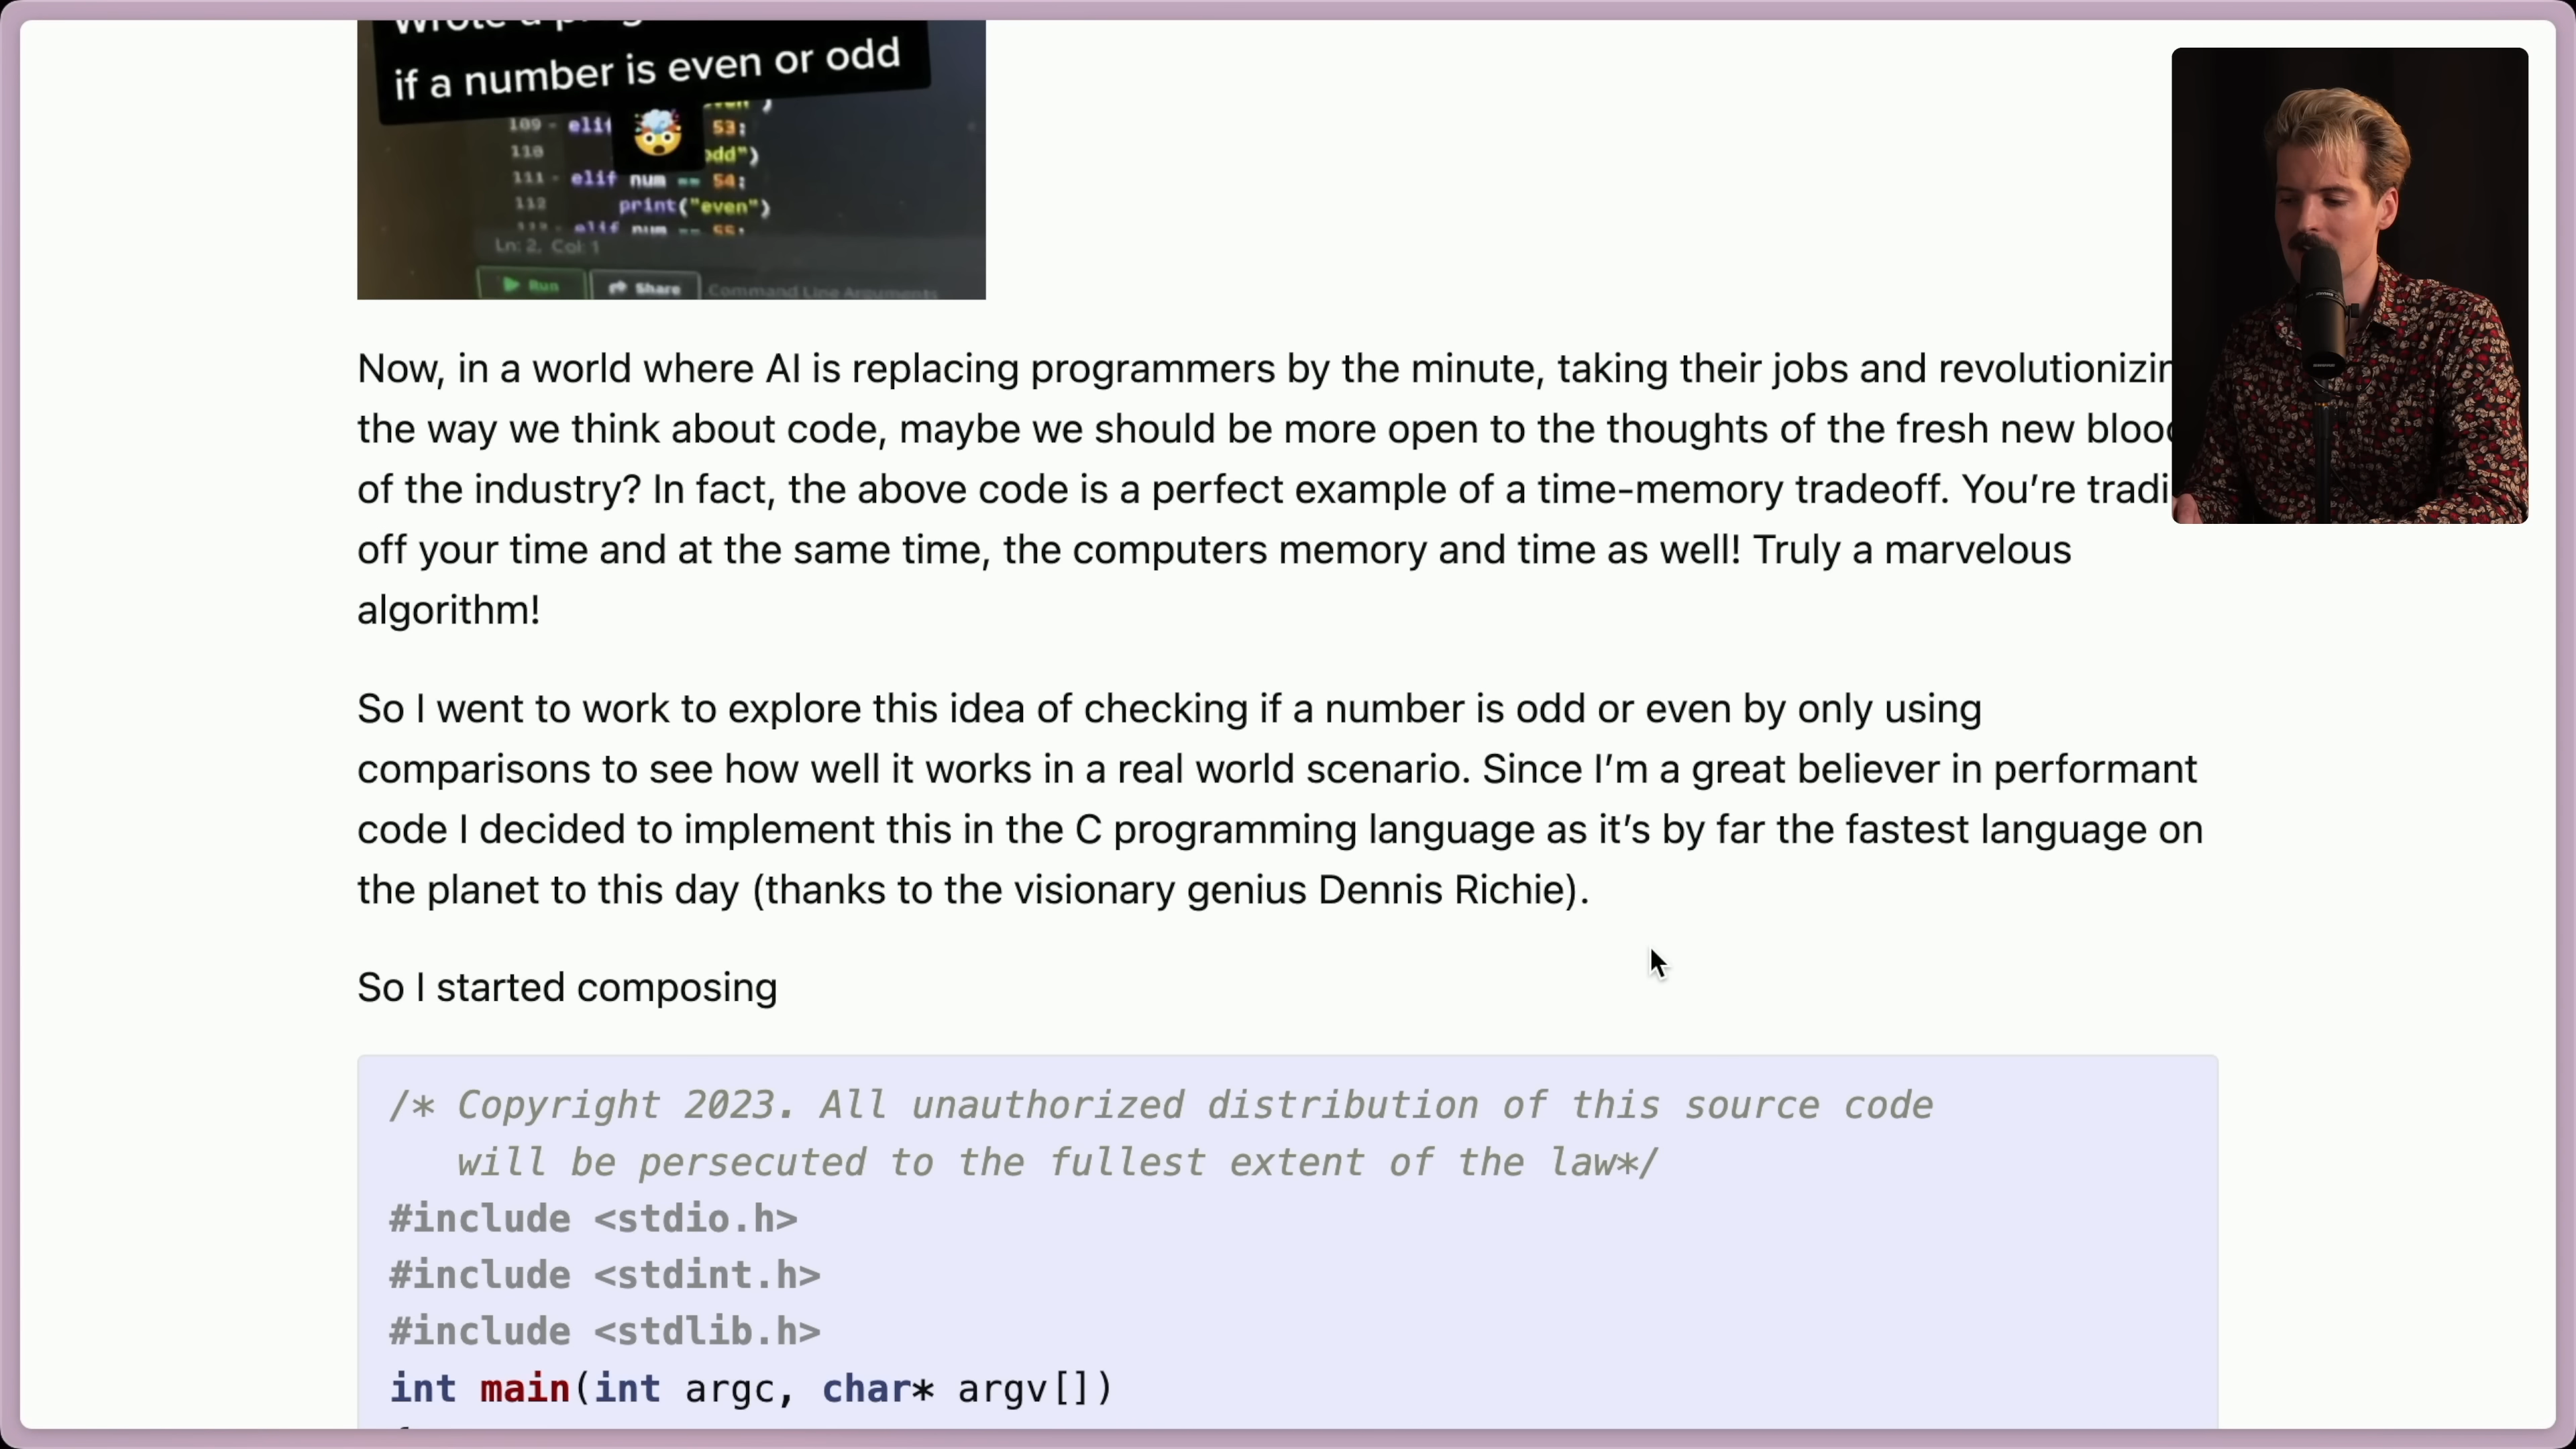 if a number is even or odd
109 - elif 53:
110 odd")
111 - elif num == 54:
112 print("even")
elif num == 55:
Ln: 2, Col: 1
Run Share Command Line Arguments
Now, in a world where AI is replacing programmers by the minute, taking their jobs and
the way we think about code, maybe we should be more open to the thoughts of the fresh new
of the industry? In fact, the above code is a perfect example of a time-memory tradeoff. You’re
off your time and at the same time, the computers memory and time as well! Truly a marvelous
algorithm!
So I went to work to explore this idea of checking if a number is odd or even by only using
comparisons to see how well it works in a real world scenario. Since I’m a great believer in performant
code I decided to implement this in the C programming language as it’s by far the fastest language on
the planet to this day (thanks to the visionary genius Dennis Richie).
So I started composing
/* Copyright 2023. All unauthorized distribution of this source code
will be persecuted to the fullest extent of the law*/
#include <stdio.h>
#include <stdint.h>
#include <stdlib.h>
int main(int argc, char* argv[])